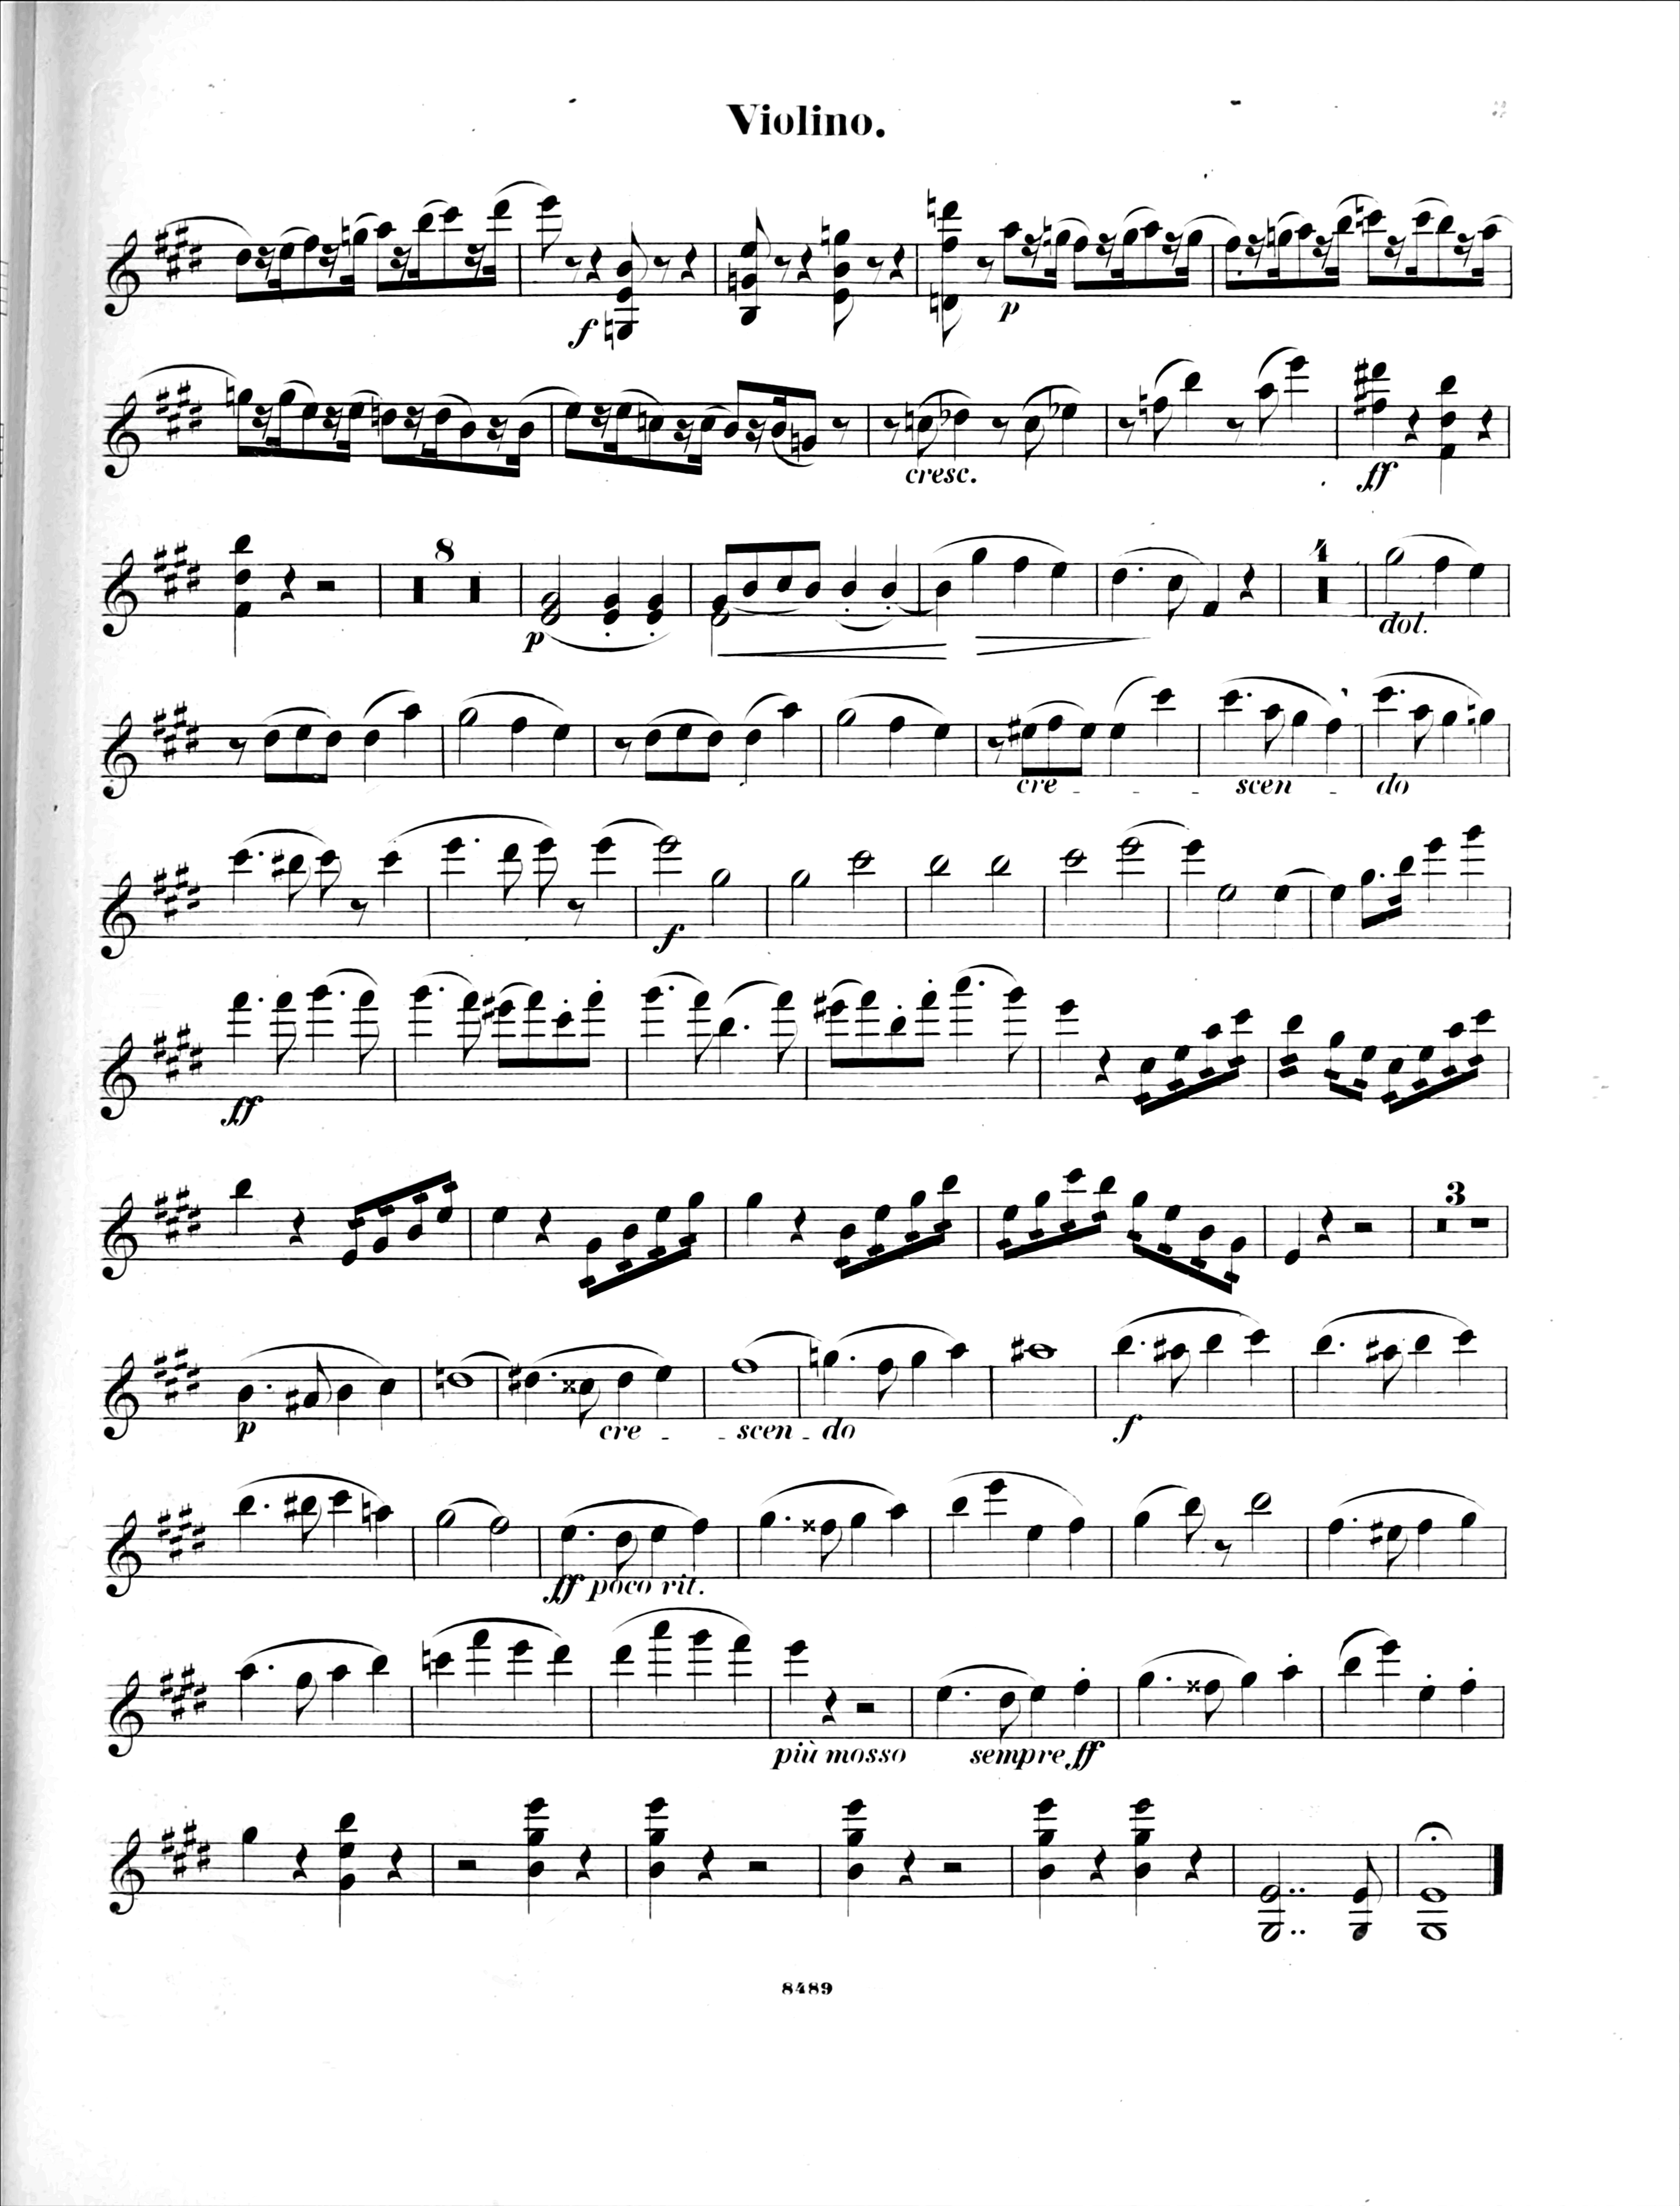 Violino.
f p
cresc. ff
8 4
p dol.
cre - - - scen - do
f
ff
3
p cre - - scen - do f
ff poco rit.
più mosso sempre ff
8489